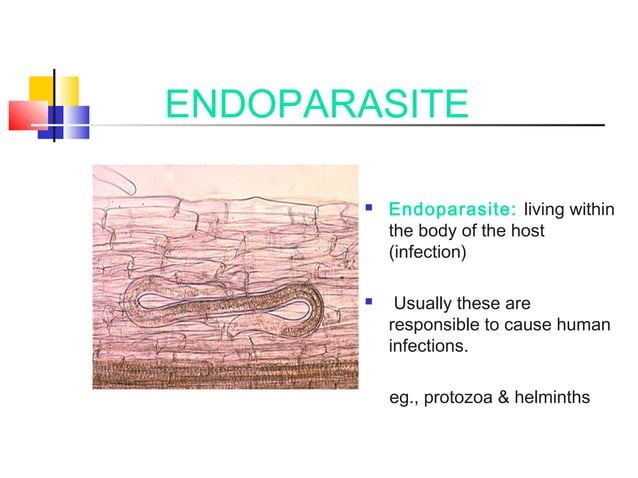 ENDOPARASITE
Endoparasite: living within
the body of the host
(infection)
Usually these are
responsible to cause human
infections.
eg., protozoa & helminths